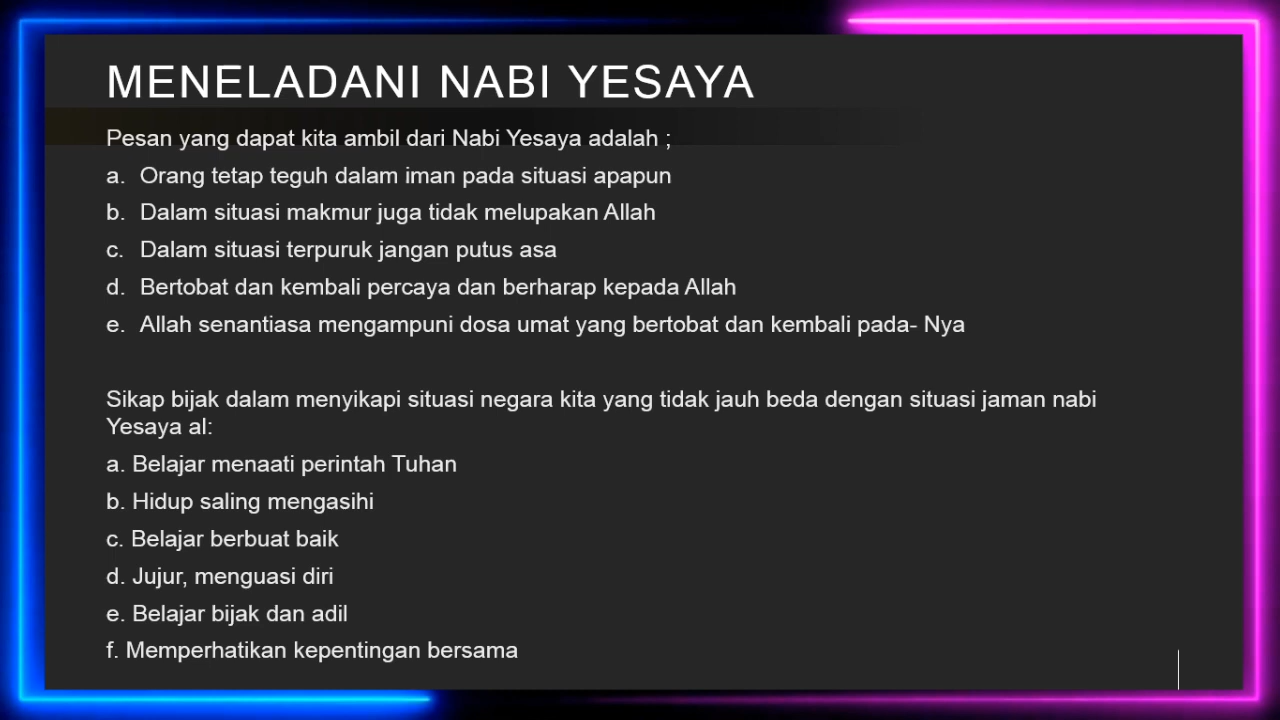 MENELADANI NABI YESAYA
Pesan yang dapat kita ambil dari Nabi Yesaya adalah ;
a. Orang tetap teguh dalam iman pada situasi apapun
b. Dalam situasi makmur juga tidak melupakan Allah
c. Dalam situasi terpuruk jangan putus asa
d. Bertobat dan kembali percaya dan berharap kepada Allah
e. Allah senantiasa mengampuni dosa umat yang bertobat dan kembali pada- Nya
Sikap bijak dalam menyikapi situasi negara kita yang tidak jauh beda dengan situasi jaman nabi
Yesaya al:
a. Belajar menaati perintah Tuhan
b. Hidup saling mengasihi
c. Belajar berbuat baik
d. Jujur, menguasi diri
e. Belajar bijak dan adil
f. Memperhatikan kepentingan bersama